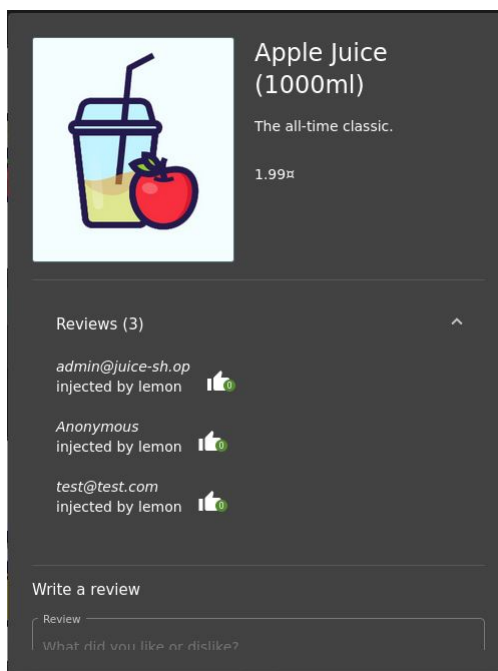 Apple Juice
(1000ml)
The all-time classic.
1.99¤
Reviews (3)
admin@juice-sh.op
injected by lemon
0
Anonymous
injected by lemon
0
test@test.com
injected by lemon
0
Write a review
Review
What did you like or dislike?